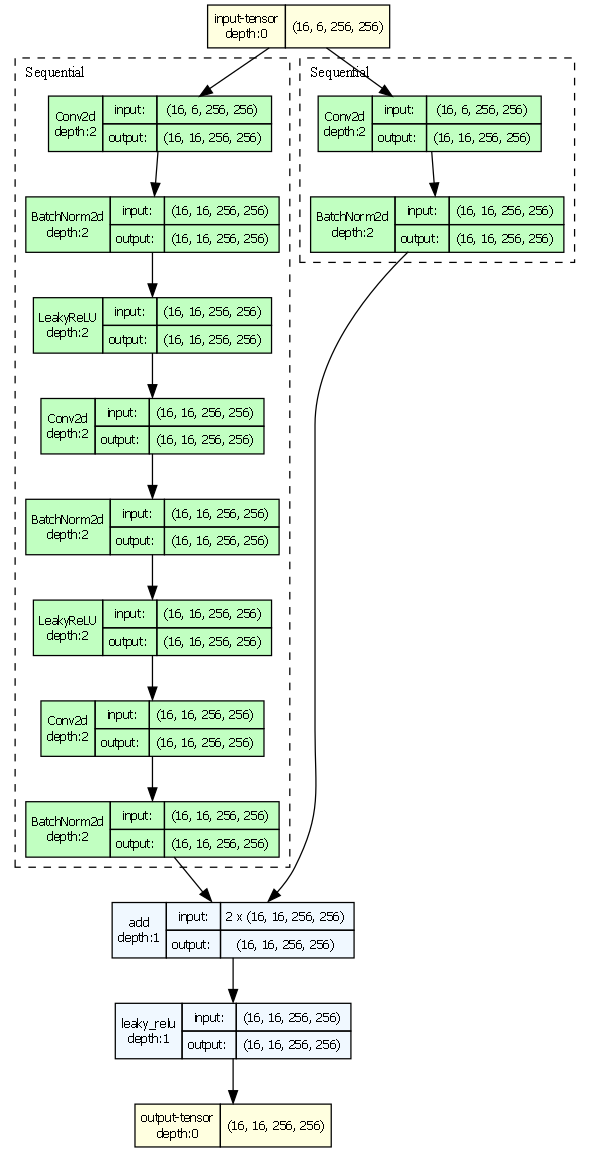 input-tensor
depth:0
(16, 6, 256, 256)
Sequential
Conv2d
depth:2
input:
(16, 6, 256, 256)
output:
(16, 16, 256, 256)
BatchNorm2d
depth:2
input:
(16, 16, 256, 256)
output:
(16, 16, 256, 256)
LeakyReLU
depth:2
input:
(16, 16, 256, 256)
output:
(16, 16, 256, 256)
Conv2d
depth:2
input:
(16, 16, 256, 256)
output:
(16, 16, 256, 256)
BatchNorm2d
depth:2
input:
(16, 16, 256, 256)
output:
(16, 16, 256, 256)
LeakyReLU
depth:2
input:
(16, 16, 256, 256)
output:
(16, 16, 256, 256)
Conv2d
depth:2
input:
(16, 16, 256, 256)
output:
(16, 16, 256, 256)
BatchNorm2d
depth:2
input:
(16, 16, 256, 256)
output:
(16, 16, 256, 256)
Sequential
Conv2d
depth:2
input:
(16, 6, 256, 256)
output:
(16, 16, 256, 256)
BatchNorm2d
depth:2
input:
(16, 16, 256, 256)
output:
(16, 16, 256, 256)
add
depth:1
input:
2 x (16, 16, 256, 256)
output:
(16, 16, 256, 256)
leaky_relu
depth:1
input:
(16, 16, 256, 256)
output:
(16, 16, 256, 256)
output-tensor
depth:0
(16, 16, 256, 256)